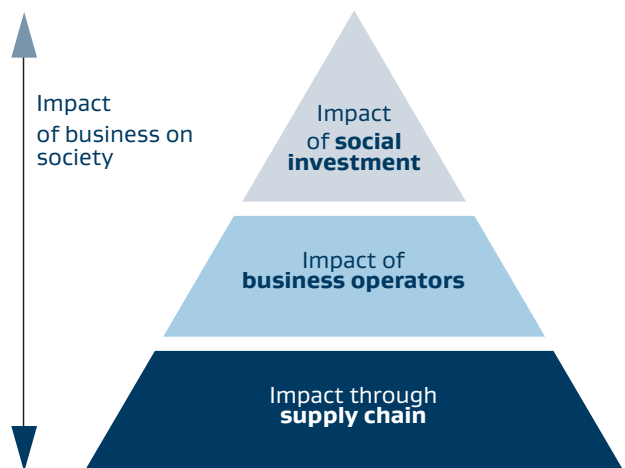 Impact
of business on
society
Impact
of social
investment
Impact of
business operators
Impact through
supply chain